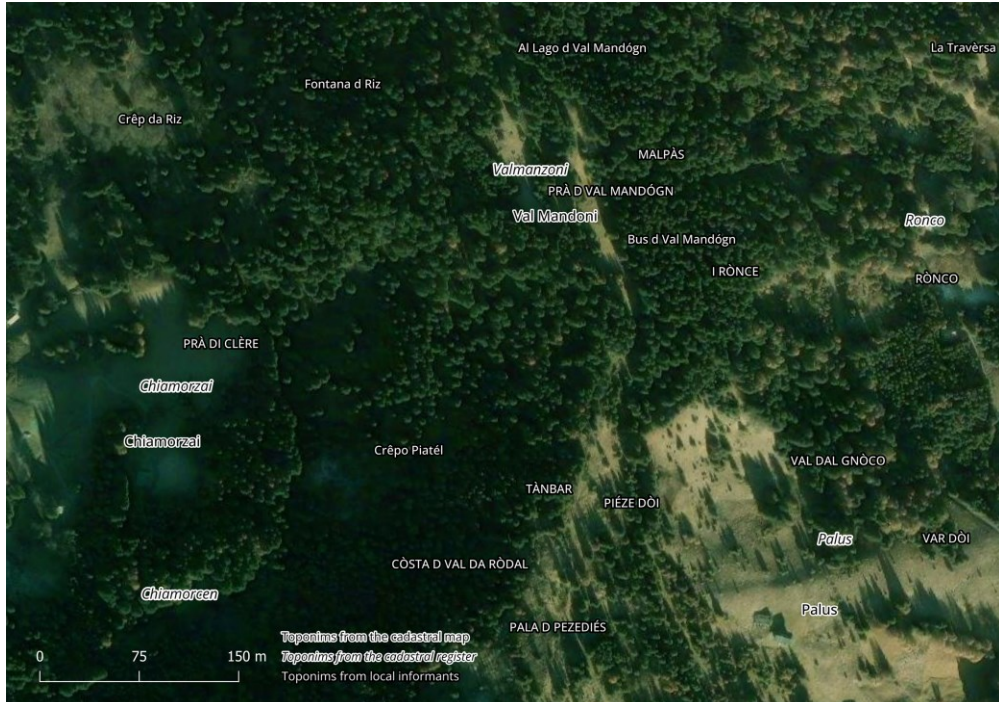 Al Lago d Val Mandógn
La Travèrsa
Fontana d Riz
Crêp da Riz
MALPÀS
Valmanzoni
PRÀ D VAL MANDÓGN
Val Mandoni
Ronco
Bus d Val Mandógn
I RÒNCE
RÒNCO
PRÀ DI CLÈRE
Chiamorzai
Chiamorzai
Crêpo Piatél
VAL DAL GNÒCO
TÀNBAR
PIÉZE DÒI
Palus
VAR DÒI
CÒSTA D VAL DA RÒDAL
Chiamorcen
Palus
PALA D PEZEDIÉS
Toponims from the cadastral map
Toponims from the cadastral register
Toponims from local informants
0 75 150 m